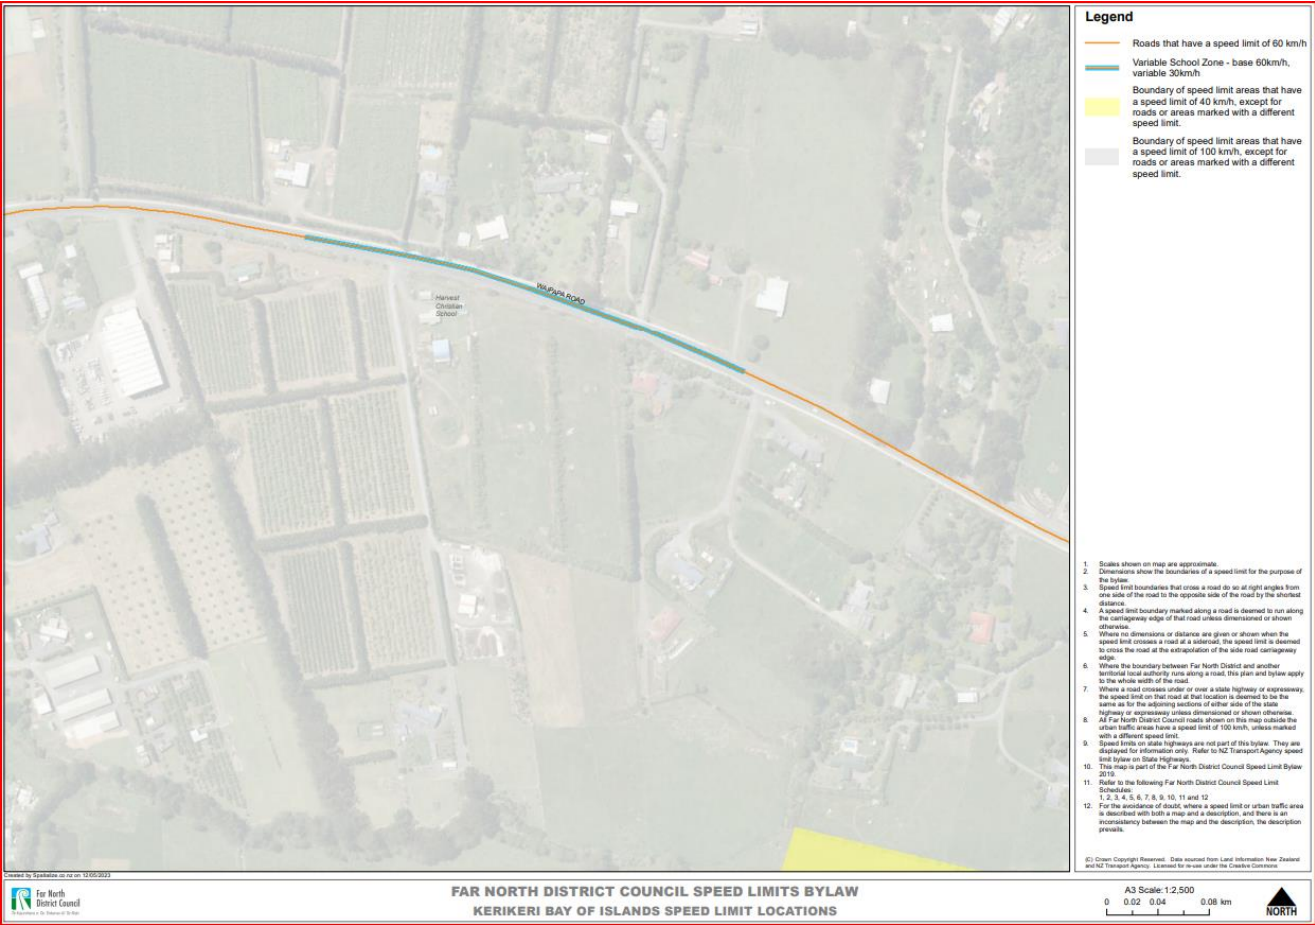 WAIPAPA ROAD
Harvest
Christian
School
Legend
Roads that have a speed limit of 60 km/h
Variable School Zone - base 60km/h,
variable 30km/h
Boundary of speed limit areas that have
a speed limit of 40 km/h, except for
roads or areas marked with a different
speed limit.
Boundary of speed limit areas that have
a speed limit of 100 km/h, except for
roads or areas marked with a different
speed limit.
1. Scales shown on map are approximate.
2. Dimensions show the boundaries of a speed limit for the purpose of
the bylaw.
3. Speed limit boundaries that cross a road do so at right angles from
one side of the road to the opposite side of the road by the shortest
distance.
4. A speed limit boundary marked along a road is deemed to run along
the carriageway edge of that road unless dimensioned or shown
otherwise.
5. Where no dimensions or distance are given or shown when the
speed limit crosses a road at a sideroad, the speed limit is deemed
to cross the road at the extrapolation of the side road carriageway
edge.
6. Where the boundary between Far North District and another
territorial local authority runs along a road, this plan and bylaw apply
to the whole width of the road.
7. Where a road crosses under or over a state highway or expressway,
the speed limit on that road at that location is deemed to be the
same as for the adjoining sections of either side of the state
highway or expressway unless dimensioned or shown otherwise.
8. All Far North District Council roads shown on this map outside the
urban traffic areas have a speed limit of 100 km/h, unless marked
with a different speed limit.
9. Speed limits on state highways are not part of this bylaw. They are
displayed for information only. Refer to NZ Transport Agency speed
limit bylaw on State Highways.
10. This map is part of the Far North District Council Speed Limit Bylaw
2019.
11. Refer to the following Far North District Council Speed Limit
Schedules:
1, 2, 3, 4, 5, 6, 7, 8, 9, 10, 11 and 12
12. For the avoidance of doubt, where a speed limit or urban traffic area
is described with both a map and a description, and there is an
inconsistency between the map and the description, the description
prevails.
(C) Crown Copyright Reserved. Data sourced from Land Information New Zealand
and NZ Transport Agency. Licensed for re-use under the Creative Commons
Created by Spatialize.co.nz on 12/05/2023
Far North
District Council
FAR NORTH DISTRICT COUNCIL SPEED LIMITS BYLAW
KERIKERI BAY OF ISLANDS SPEED LIMIT LOCATIONS
A3 Scale:1:2,500
0 0.02 0.04 0.08 km
NORTH